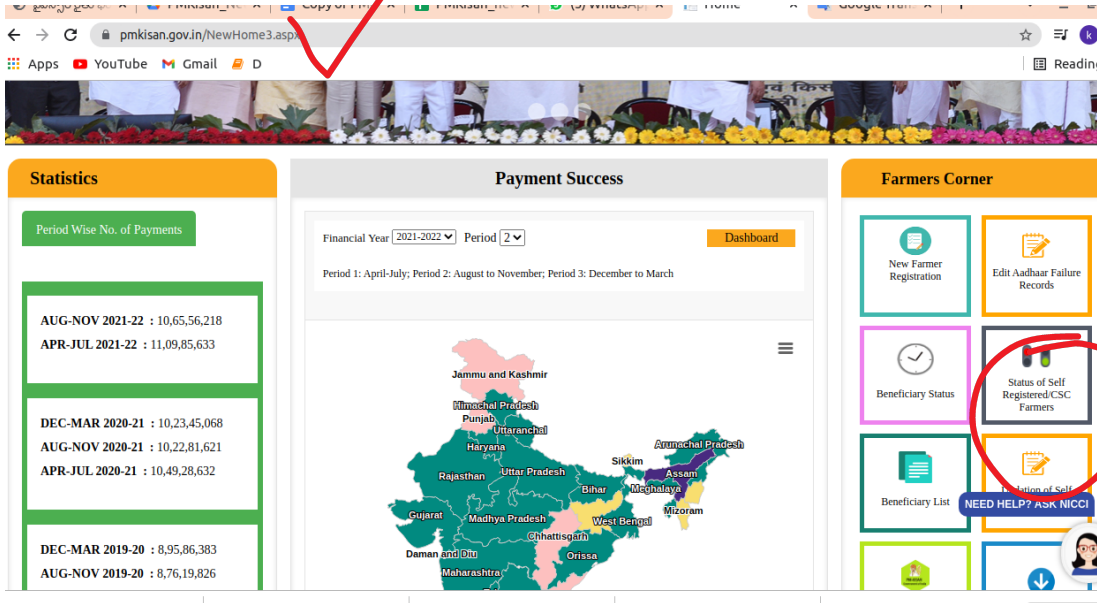 Home
pmkisan.gov.in/NewHome3.aspx
Apps
YouTube
Gmail
D
Statistics
Period Wise No. of Payments
AUG-NOV 2021-22 : 10,65,56,218
APR-JUL 2021-22 : 11,09,85,633
DEC-MAR 2020-21 : 10,23,45,068
AUG-NOV 2020-21 : 10,22,81,621
APR-JUL 2020-21 : 10,49,28,632
DEC-MAR 2019-20 : 8,95,86,383
AUG-NOV 2019-20 : 8,76,19,826
Payment Success
Financial Year 2021-2022 Period 2
Dashboard
Period 1: April-July; Period 2: August to November; Period 3: December to March
Jammu and Kashmir
Himachal Pradesh
Punjab
Uttaranchal
Haryana
Arunachal Pradesh
Sikkim
Rajasthan
Uttar Pradesh
Assam
Bihar
Meghalaya
Mizoram
Gujarat
Madhya Pradesh
West Bengal
Chhattisgarh
Daman and Diu
Orissa
Maharashtra
Farmers Corner
New Farmer
Registration
Edit Aadhaar Failure
Records
Beneficiary Status
Status of Self
Registered/CSC
Farmers
Beneficiary List
NEED HELP? ASK NICCI